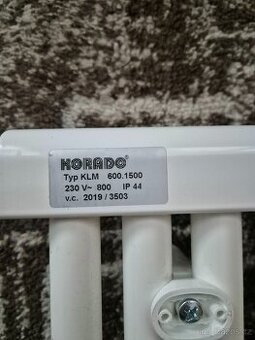 KORADO
Typ KLM 600.1500
230 V~ 800 IP 44
v.c. 2019 / 3503